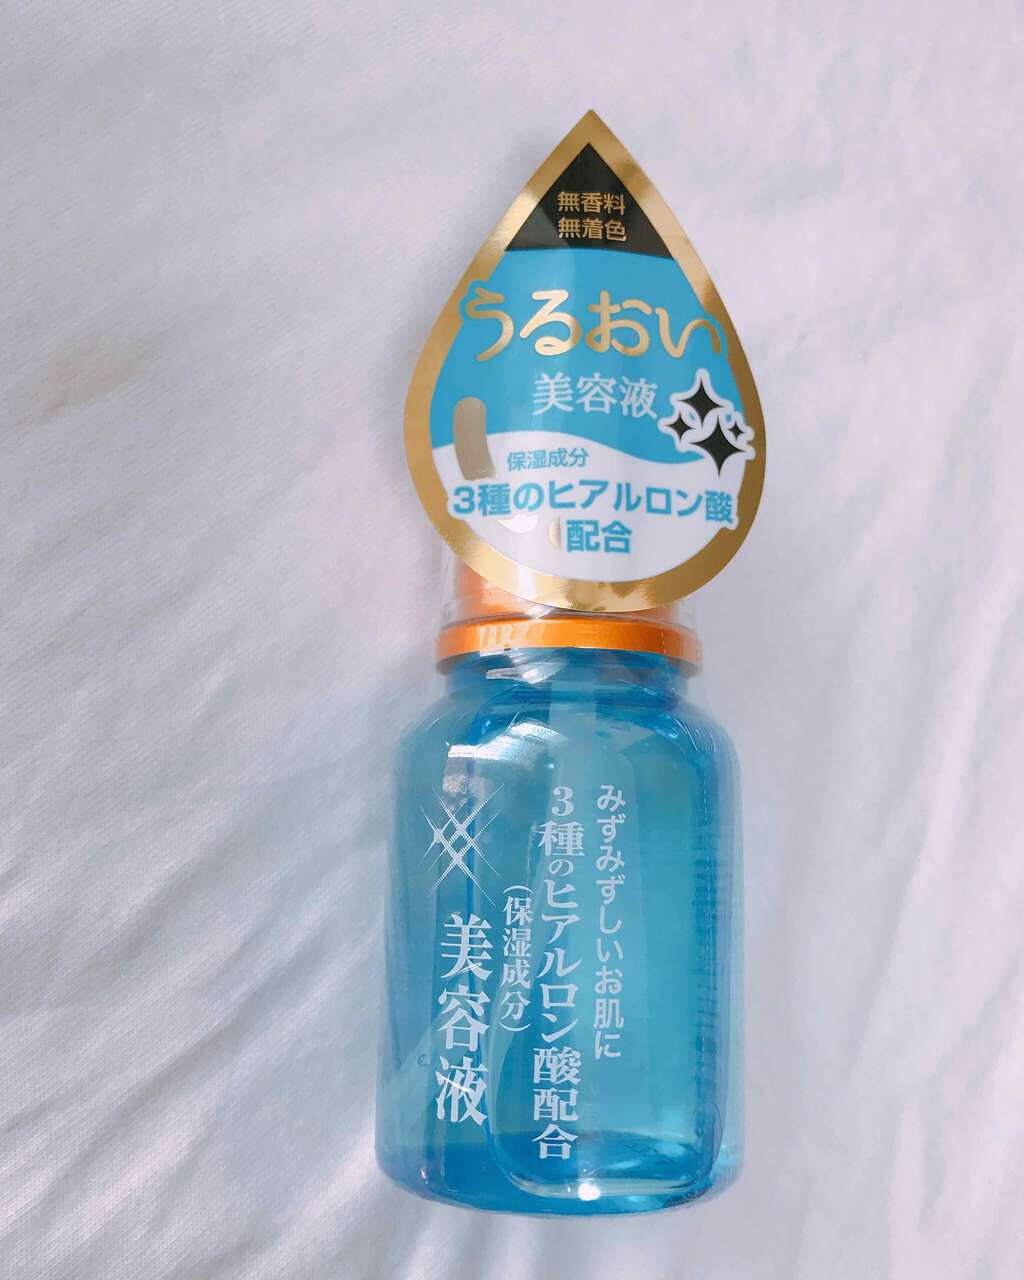 無香料
無着色
うるおい
美容液
保湿成分
3種のヒアルロン酸
配合
みずみずしいお肌に
3種のヒアルロン酸配合
(保湿成分)
美容液